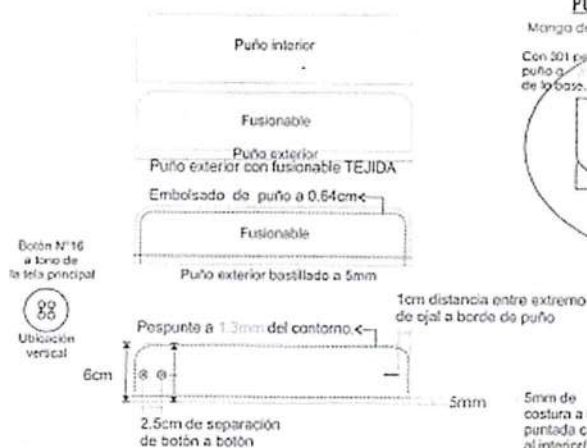 Puño interior
Fusionable
Puño exterior
Puño exterior con fusionable TEJIDA
Embolsado de puño a 0.64cm
Fusionable
Puño exterior bastillado a 5mm
Botón N°16
a tono de
la tela principal
Ubicación
vertical
1cm distancia entre extremo
de ojal a borde de puño
Pespunte a 1.3mm del contorno.
6cm
5mm
2.5cm de separación
de botón a botón
Manga
Con 301
puño
de la base.
5mm de
costura a
puntada
al interior